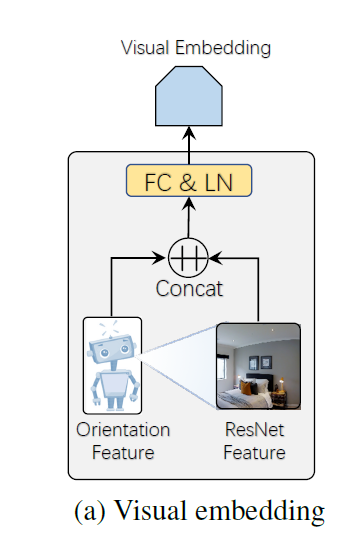 Visual Embedding
FC & LN
Concat
Orientation
Feature
ResNet
Feature
(a) Visual embedding